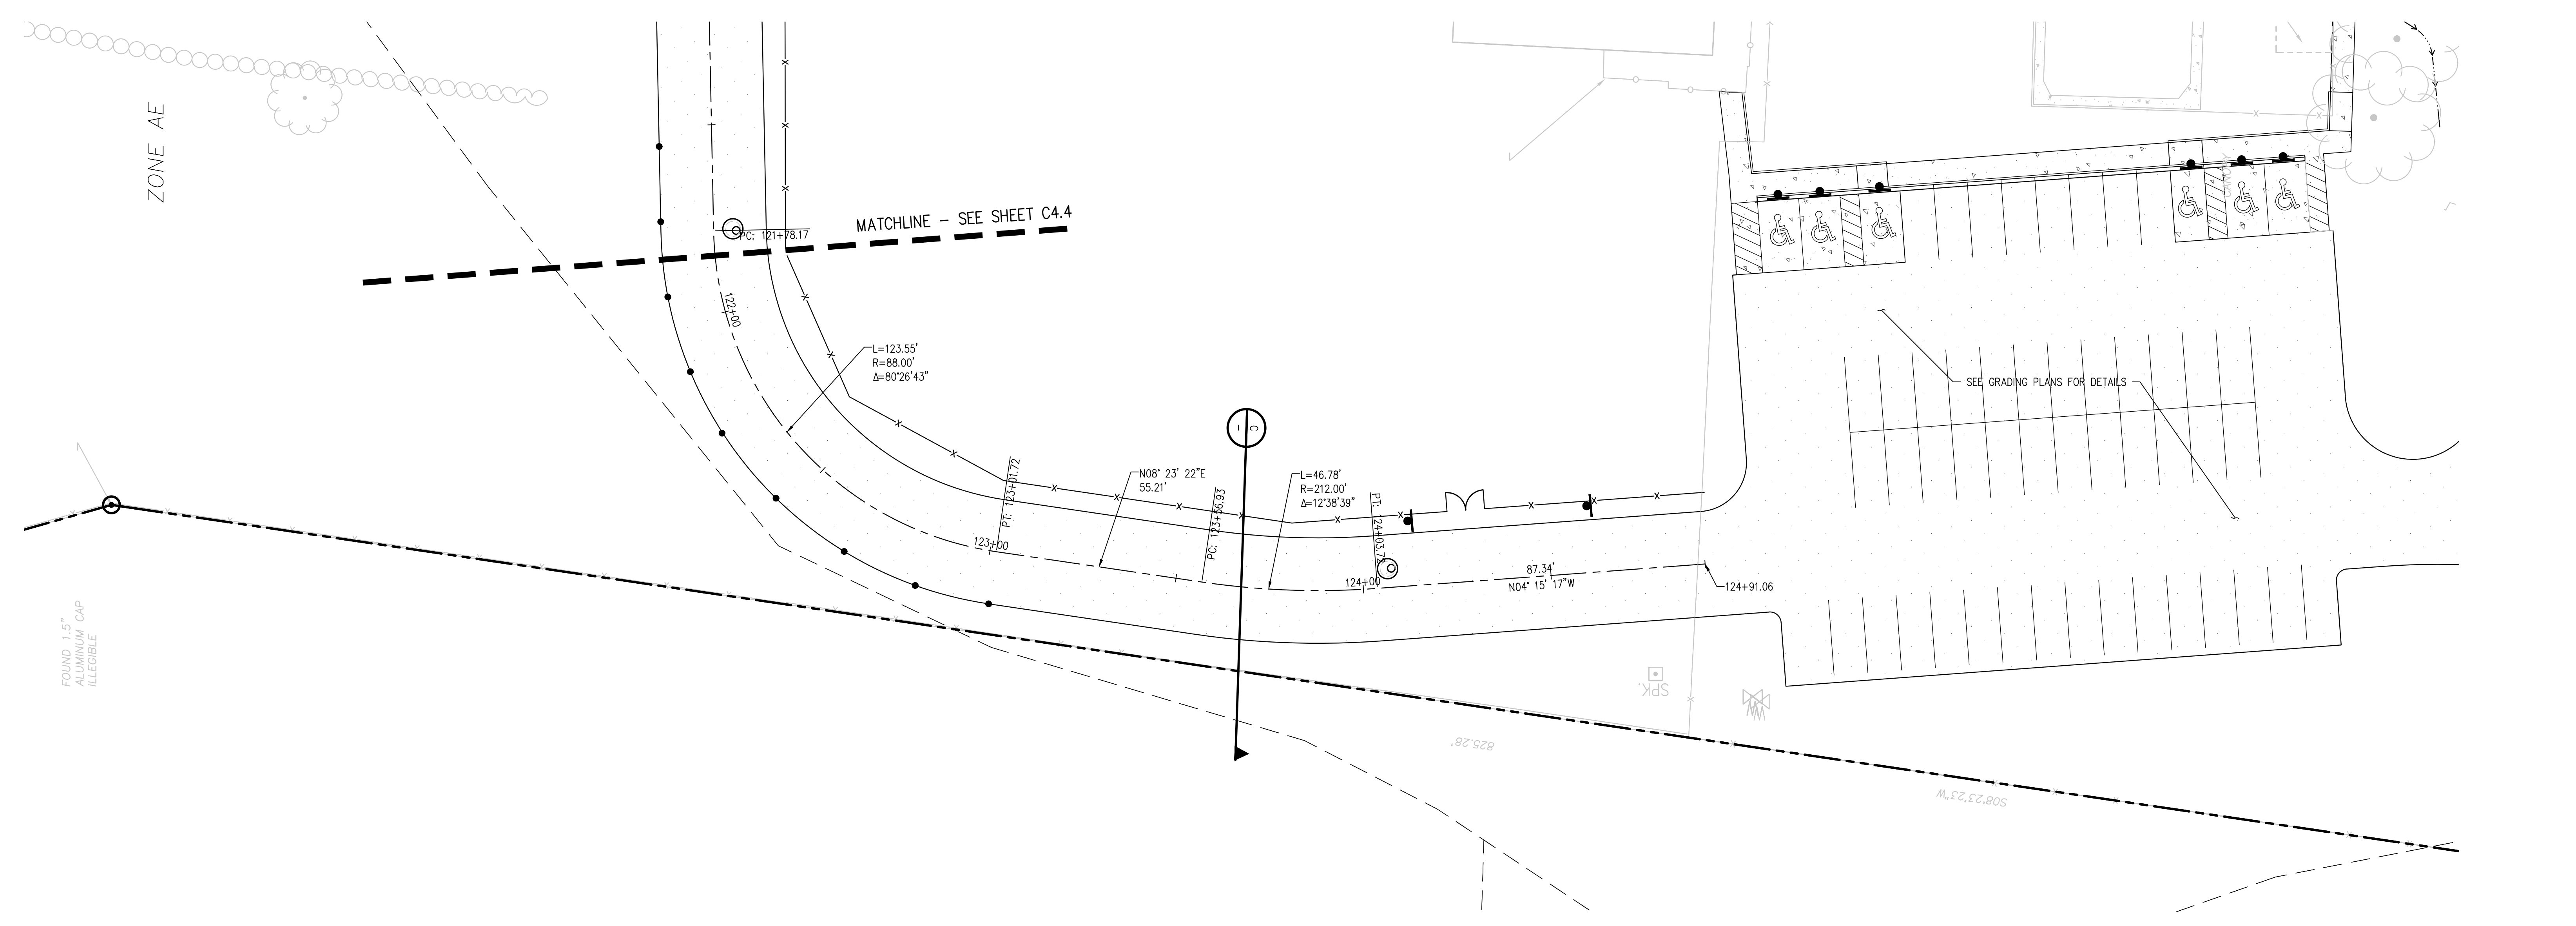 ZONE AE
MATCHLINE – SEE SHEET C4.4
PC: 121+78.17
122+00
L=123.55'
R=88.00'
Δ=80°26'43"
PT: 123+01.72
123+00
N08° 23' 22"E
55.21'
PC: 123+56.93
C
L=46.78'
R=212.00'
Δ=12°38'39"
PT: 124+03.72
124+00
87.34'
N04° 15' 17"W
124+91.06
SEE GRADING PLANS FOR DETAILS
CANOPY
FOUND 1.5"
ALUMINUM CAP
ILLEGIBLE
SPK.
825.28'
S08°23'23"W